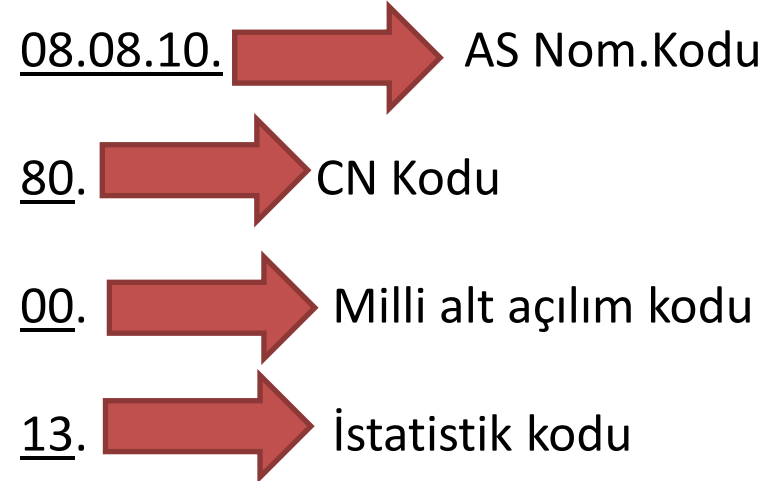 08.08.10. AS Nom.Kodu
80. CN Kodu
00. Milli alt açılım kodu
13. İstatistik kodu